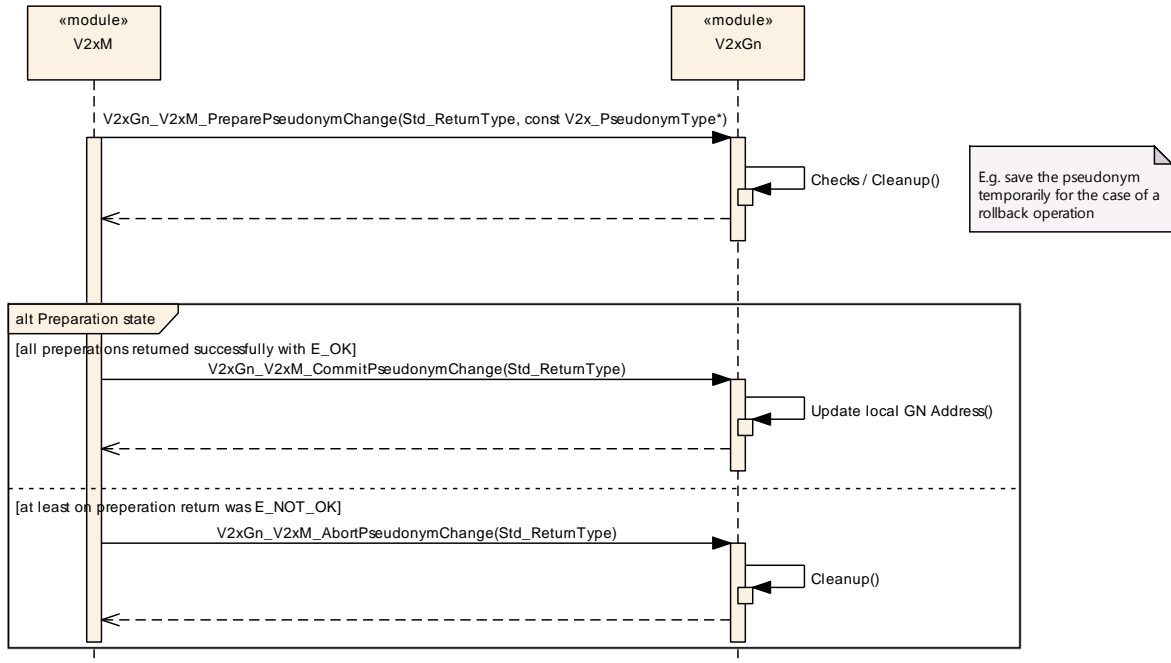 «module»
V2xM
«module»
V2xGn
V2xGn_V2xM_PreparePseudonymChange(Std_ReturnType, const V2x_PseudonymType*)
Checks / Cleanup()
E.g. save the pseudonym
temporarily for the case of a
rollback operation
alt Preparation state
[all preperations returned successfully with E_OK]
V2xGn_V2xM_CommitPseudonymChange(Std_ReturnType)
Update local GN Address()
[at least on preperation return was E_NOT_OK]
V2xGn_V2xM_AbortPseudonymChange(Std_ReturnType)
Cleanup()